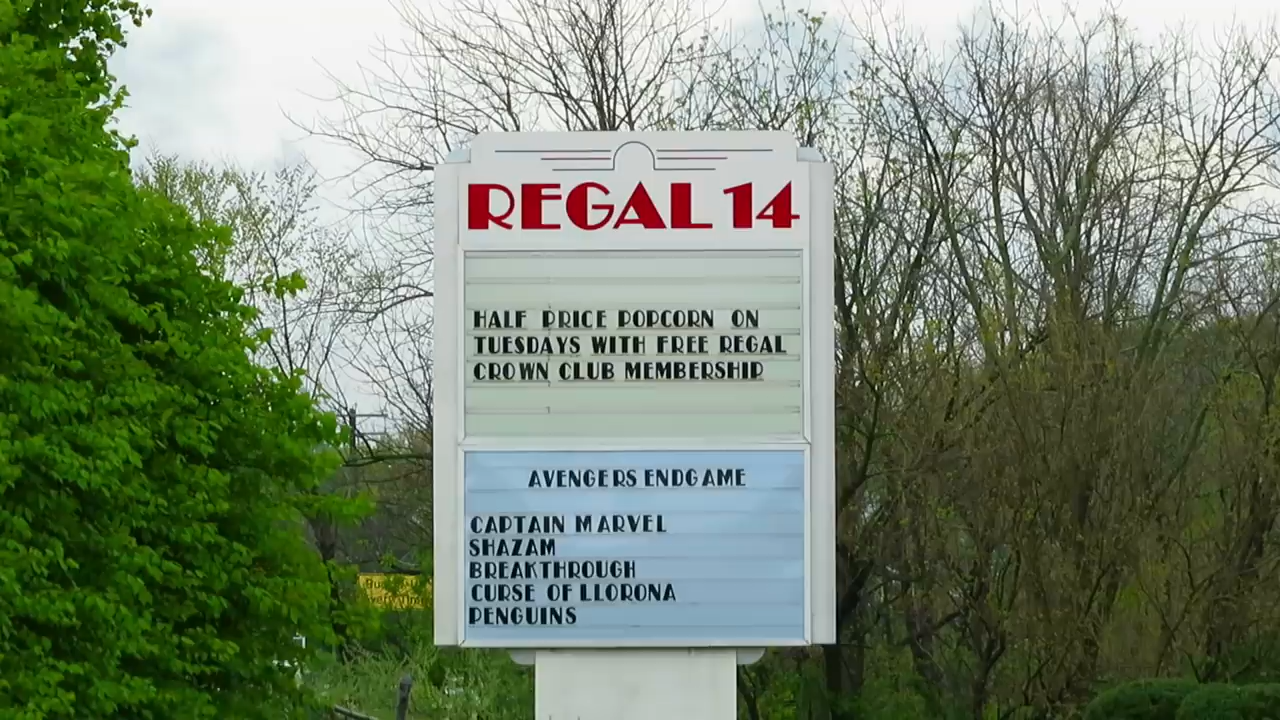 REGAL 14
HALF PRICE POPCORN ON
TUESDAYS WITH FREE REGAL
CROWN CLUB MEMBERSHIP
AVENGERS ENDGAME
CAPTAIN MARVEL
SHAZAM
BREAKTHROUGH
CURSE OF LLORONA
PENGUINS